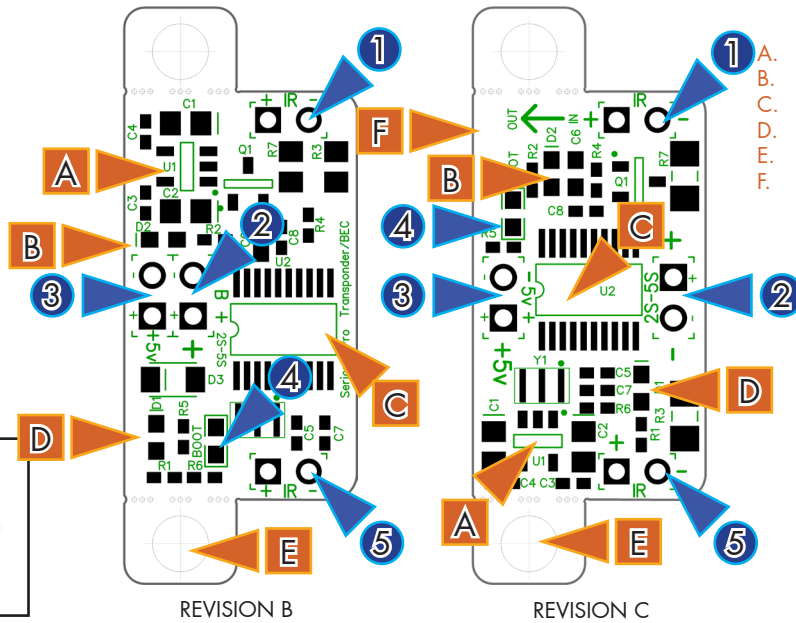 1
+ IR -
C4
C1
U1
A
Q1
R7
R3
C3
C2
D2
R2
B
2
C8
R4
U2
3
B
+
+5v
+
2S-5S
Transponder/BEC
D3
4
C
D1
R5
D
BOOT
C5
C7
R1
R6
+ IR -
5
E
REVISION B
1
IR
+ -
F
OUT
IN
D2
C6
R2
R4
R7
B
Q1
4
C8
R5
C
+
3
-5v+
U2
2S-5S
2
-
+5v
Y1
C5
C7
R6
D
C1
C2
R1
R3
U1
A
C4
C3
+
IR
-
5
E
REVISION C
A.
B.
C.
D.
E.
F.